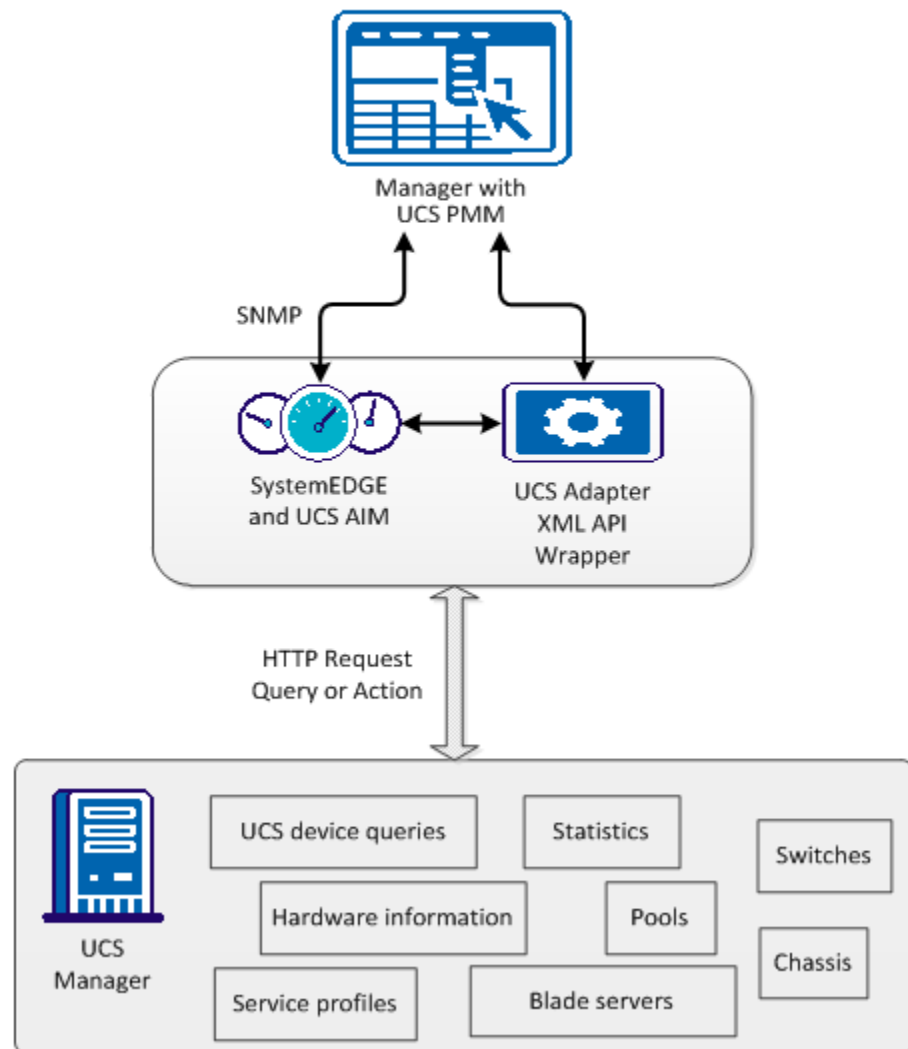 Manager with
UCS PMM
SNMP
SystemEDGE
and UCS AIM
UCS Adapter
XML API
Wrapper
HTTP Request
Query or Action
UCS device queries
Statistics
Switches
Hardware information
Pools
UCS
Manager
Chassis
Service profiles
Blade servers